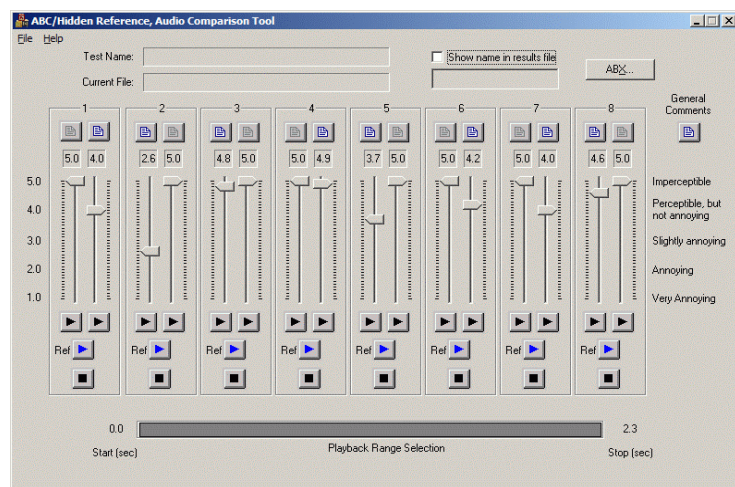 ABC/Hidden Reference, Audio Comparison Tool
File Help
Test Name:
Show name in results file
ABX...
Current File:
General
Comments
1 2 3 4 5 6 7 8
5.0 4.0 2.6 5.0 4.8 5.0 5.0 4.9 3.7 5.0 5.0 4.2 5.0 4.0 4.6 5.0
5.0 Imperceptible
4.0 Perceptible, but
not annoying
3.0 Slightly annoying
2.0 Annoying
1.0 Very Annoying
Ref Ref Ref Ref Ref Ref Ref Ref
0.0 2.3
Start (sec) Playback Range Selection Stop (sec)